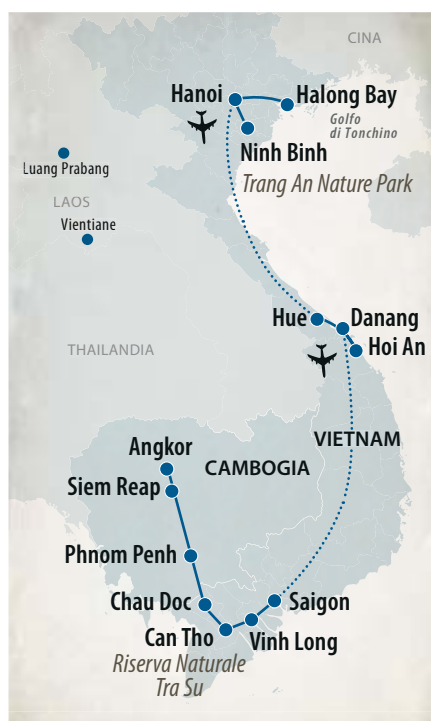 CINA
Hanoi
Halong Bay
Golfo
di Tonchino
Ninh Binh
Trang An Nature Park
Luang Prabang
LAOS
Vientiane
Hue
Danang
Hoi An
THAILANDIA
VIETNAM
Angkor
CAMBOGIA
Siem Reap
Phnom Penh
Chau Doc
Saigon
Can Tho
Vinh Long
Riserva Naturale
Tra Su